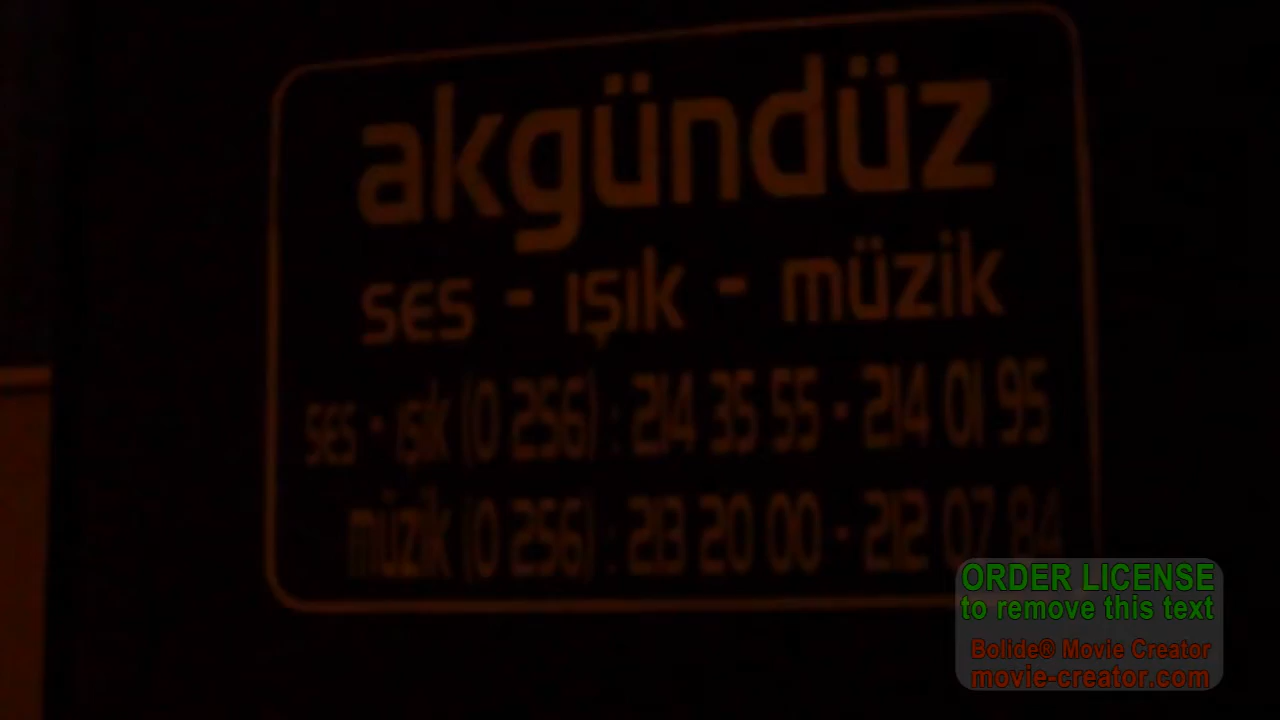 akgündüz
ses - ışık - müzik
ses - ışık (0 256) : 214 35 55 - 214 01 95
müzik (0 256) : 213 20 00 - 212 07 84
ORDER LICENSE
to remove this text
Bolide® Movie Creator
movie-creator.com